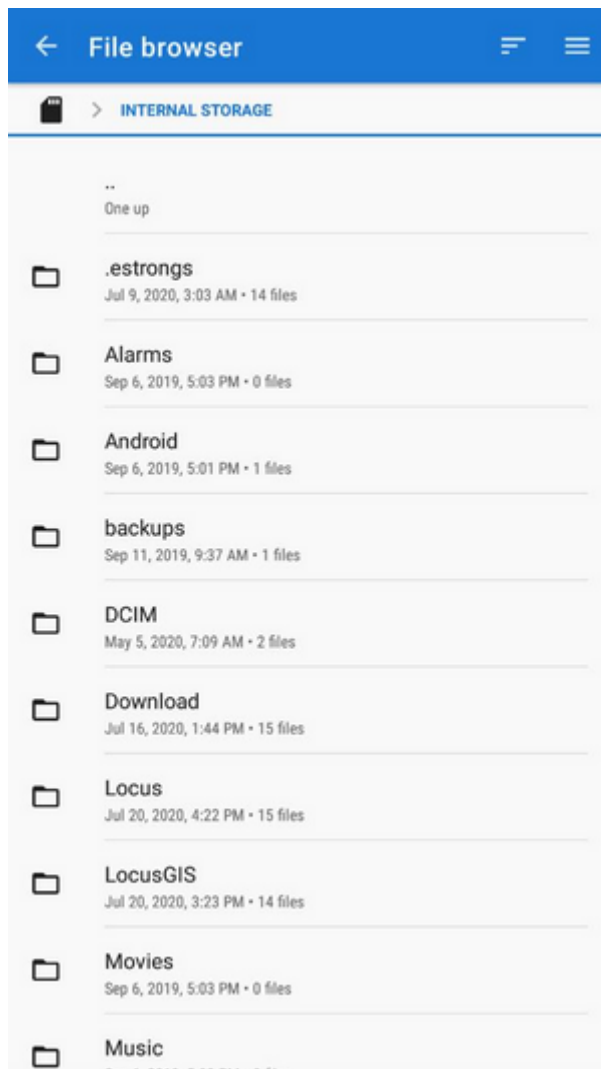 File browser
INTERNAL STORAGE
..
One up
.estrongs
Jul 9, 2020, 3:03 AM • 14 files
Alarms
Sep 6, 2019, 5:03 PM • 0 files
Android
Sep 6, 2019, 5:01 PM • 1 files
backups
Sep 11, 2019, 9:37 AM • 1 files
DCIM
May 5, 2020, 7:09 AM • 2 files
Download
Jul 16, 2020, 1:44 PM • 15 files
Locus
Jul 20, 2020, 4:22 PM • 15 files
LocusGIS
Jul 20, 2020, 3:23 PM • 14 files
Movies
Sep 6, 2019, 5:03 PM • 0 files
Music